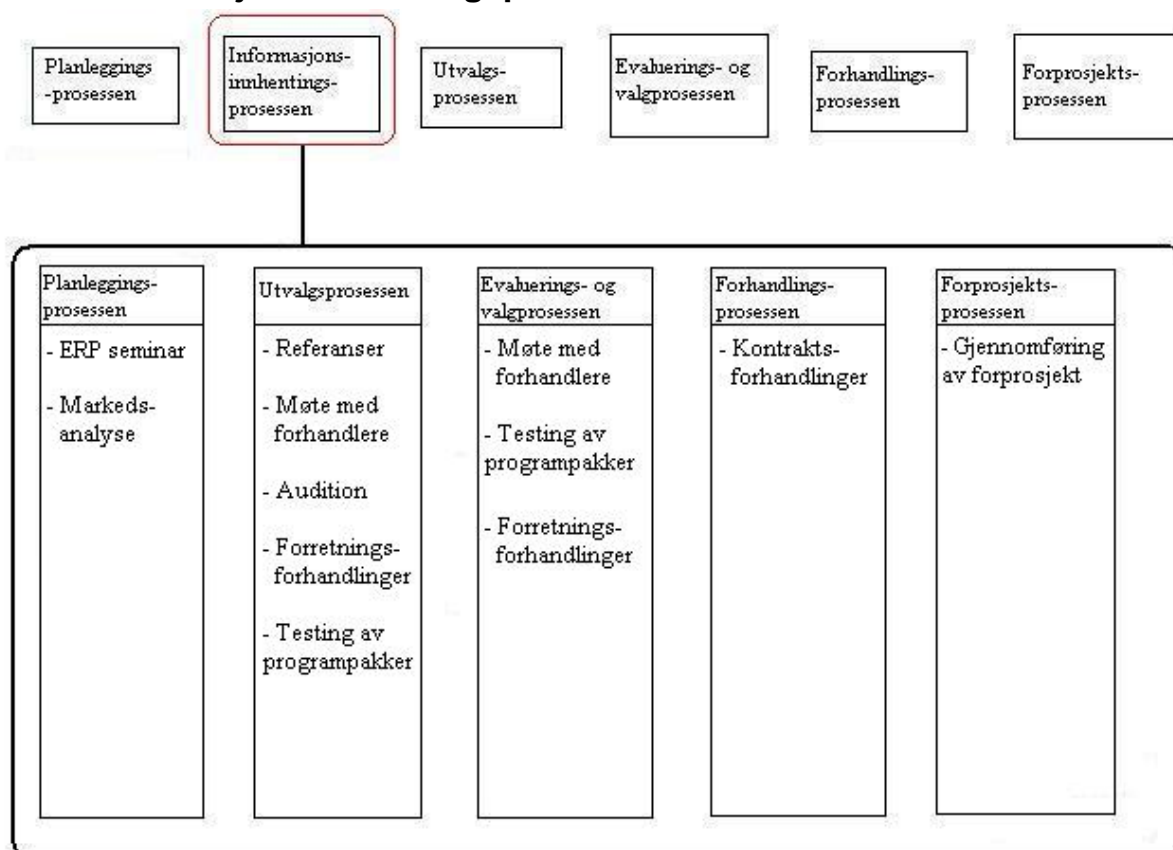 Planleggings
-prosessen
Informasjons-
innhentings-
prosessen
Utvalgs-
prosessen
Evaluerings- og
valgprosessen
Forhandlings-
prosessen
Forprosjekts-
prosessen
Planleggings-
prosessen
- ERP seminar
- Markeds-
analyse
Utvalgsprosessen
- Referanser
- Møte med
forhandlere
- Audition
- Forretnings-
forhandlinger
- Testing av
programpakker
Evaluerings- og
valgprosessen
- Møte med
forhandlere
- Testing av
programpakker
- Forretnings-
forhandlinger
Forhandlings-
prosessen
- Kontrakts-
forhandlinger
Forprosjekts-
prosessen
- Gjennomføring
av forprosjekt